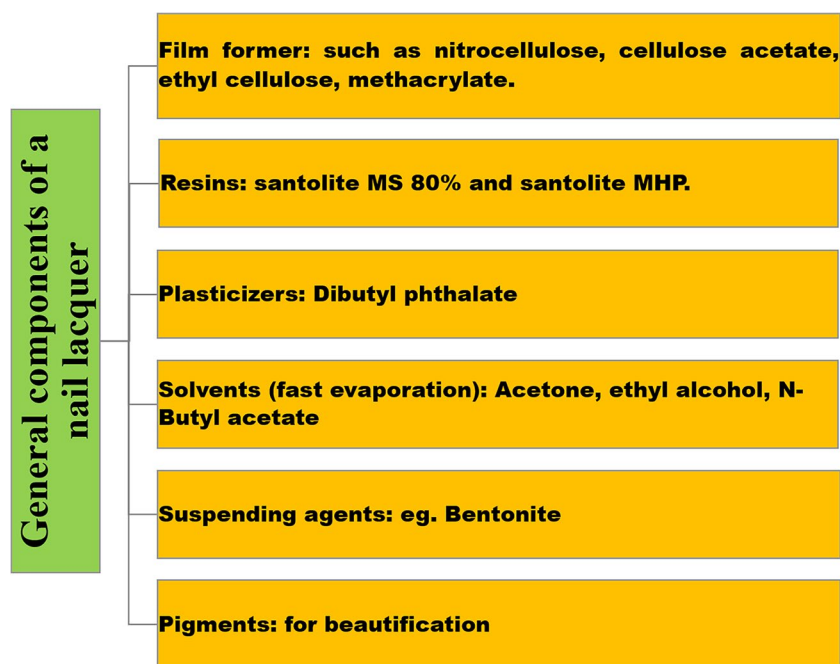 General components of a
nail lacquer
Film former: such as nitrocellulose, cellulose acetate,
ethyl cellulose, methacrylate.
Resins: santolite MS 80% and santolite MHP.
Plasticizers: Dibutyl phthalate
Solvents (fast evaporation): Acetone, ethyl alcohol, N-
Butyl acetate
Suspending agents: eg. Bentonite
Pigments: for beautification